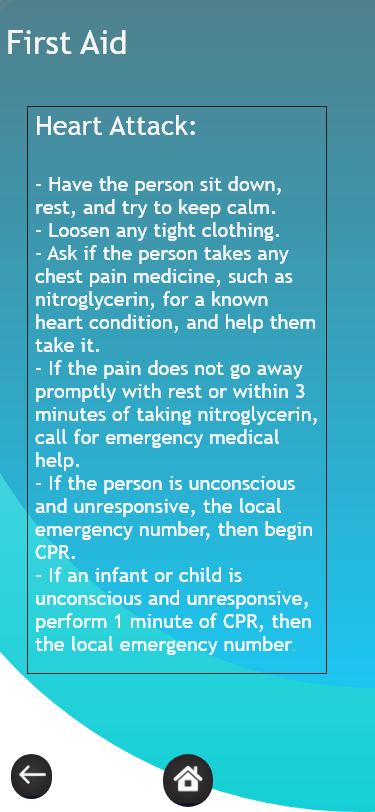 First Aid
Heart Attack:
- Have the person sit down,
rest, and try to keep calm.
- Loosen any tight clothing.
- Ask if the person takes any
chest pain medicine, such as
nitroglycerin, for a known
heart condition, and help them
take it.
- If the pain does not go away
promptly with rest or within 3
minutes of taking nitroglycerin,
call for emergency medical
help.
- If the person is unconscious
and unresponsive, the local
emergency number, then begin
CPR.
- If an infant or child is
unconscious and unresponsive,
perform 1 minute of CPR, then
the local emergency number.